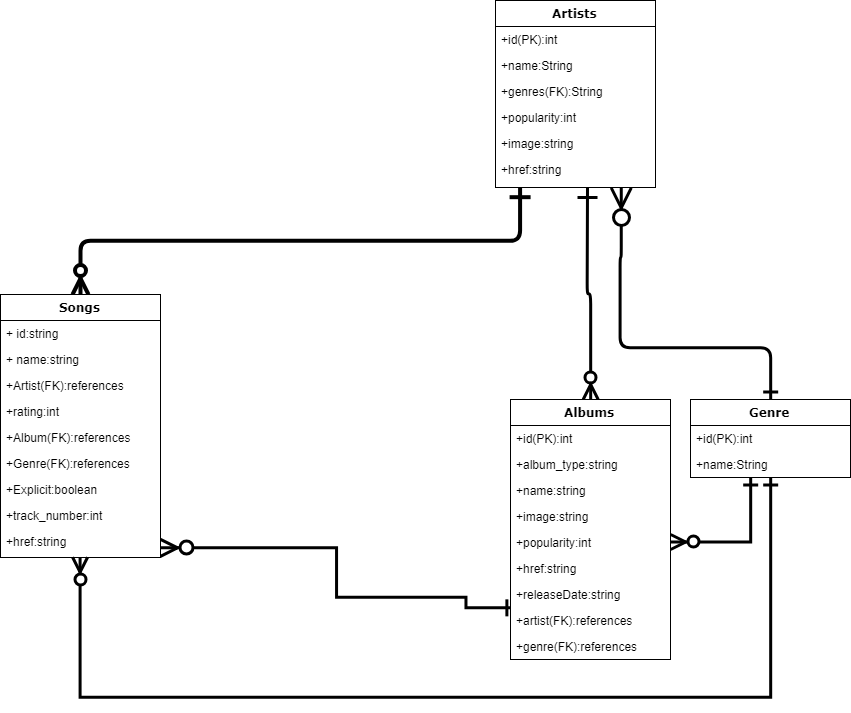 Artists
+id(PK):int
+name:String
+genres(FK):String
+popularity:int
+image:string
+href:string
Songs
+ id:string
+ name:string
+Artist(FK):references
+rating:int
+Album(FK):references
+Genre(FK):references
+Explicit:boolean
+track_number:int
+href:string
Albums
+id(PK):int
+album_type:string
+name:string
+image:string
+popularity:int
+href:string
+releaseDate:string
+artist(FK):references
+genre(FK):references
Genre
+id(PK):int
+name:String